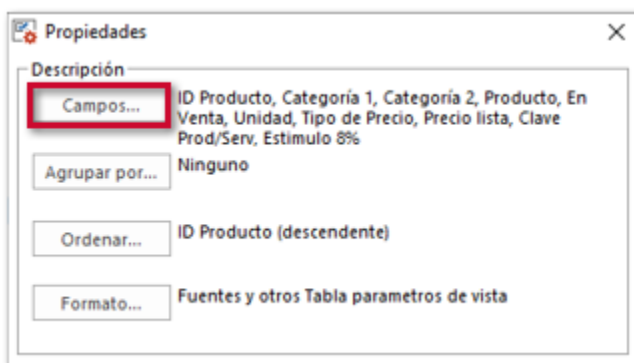 Propiedades
Descripción
Campos...
ID Producto, Categoría 1, Categoría 2, Producto, En
Venta, Unidad, Tipo de Precio, Precio lista, Clave
Prod/Serv, Estimulo 8%
Agrupar por...
Ninguno
Ordenar...
ID Producto (descendente)
Formato...
Fuentes y otros Tabla parametros de vista